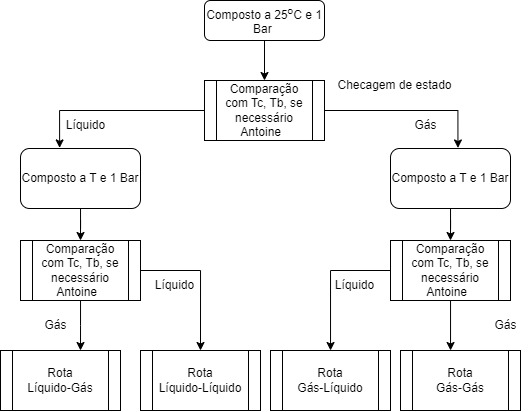 Composto a 25ºC e 1
Bar
Comparação
com Tc, Tb, se
necessário
Antoine
Checagem de estado
Líquido
Gás
Composto a T e 1 Bar
Composto a T e 1 Bar
Comparação
com Tc, Tb, se
necessário
Antoine
Comparação
com Tc, Tb, se
necessário
Antoine
Líquido
Líquido
Gás
Gás
Rota
Líquido-Gás
Rota
Líquido-Líquido
Rota
Gás-Líquido
Rota
Gás-Gás